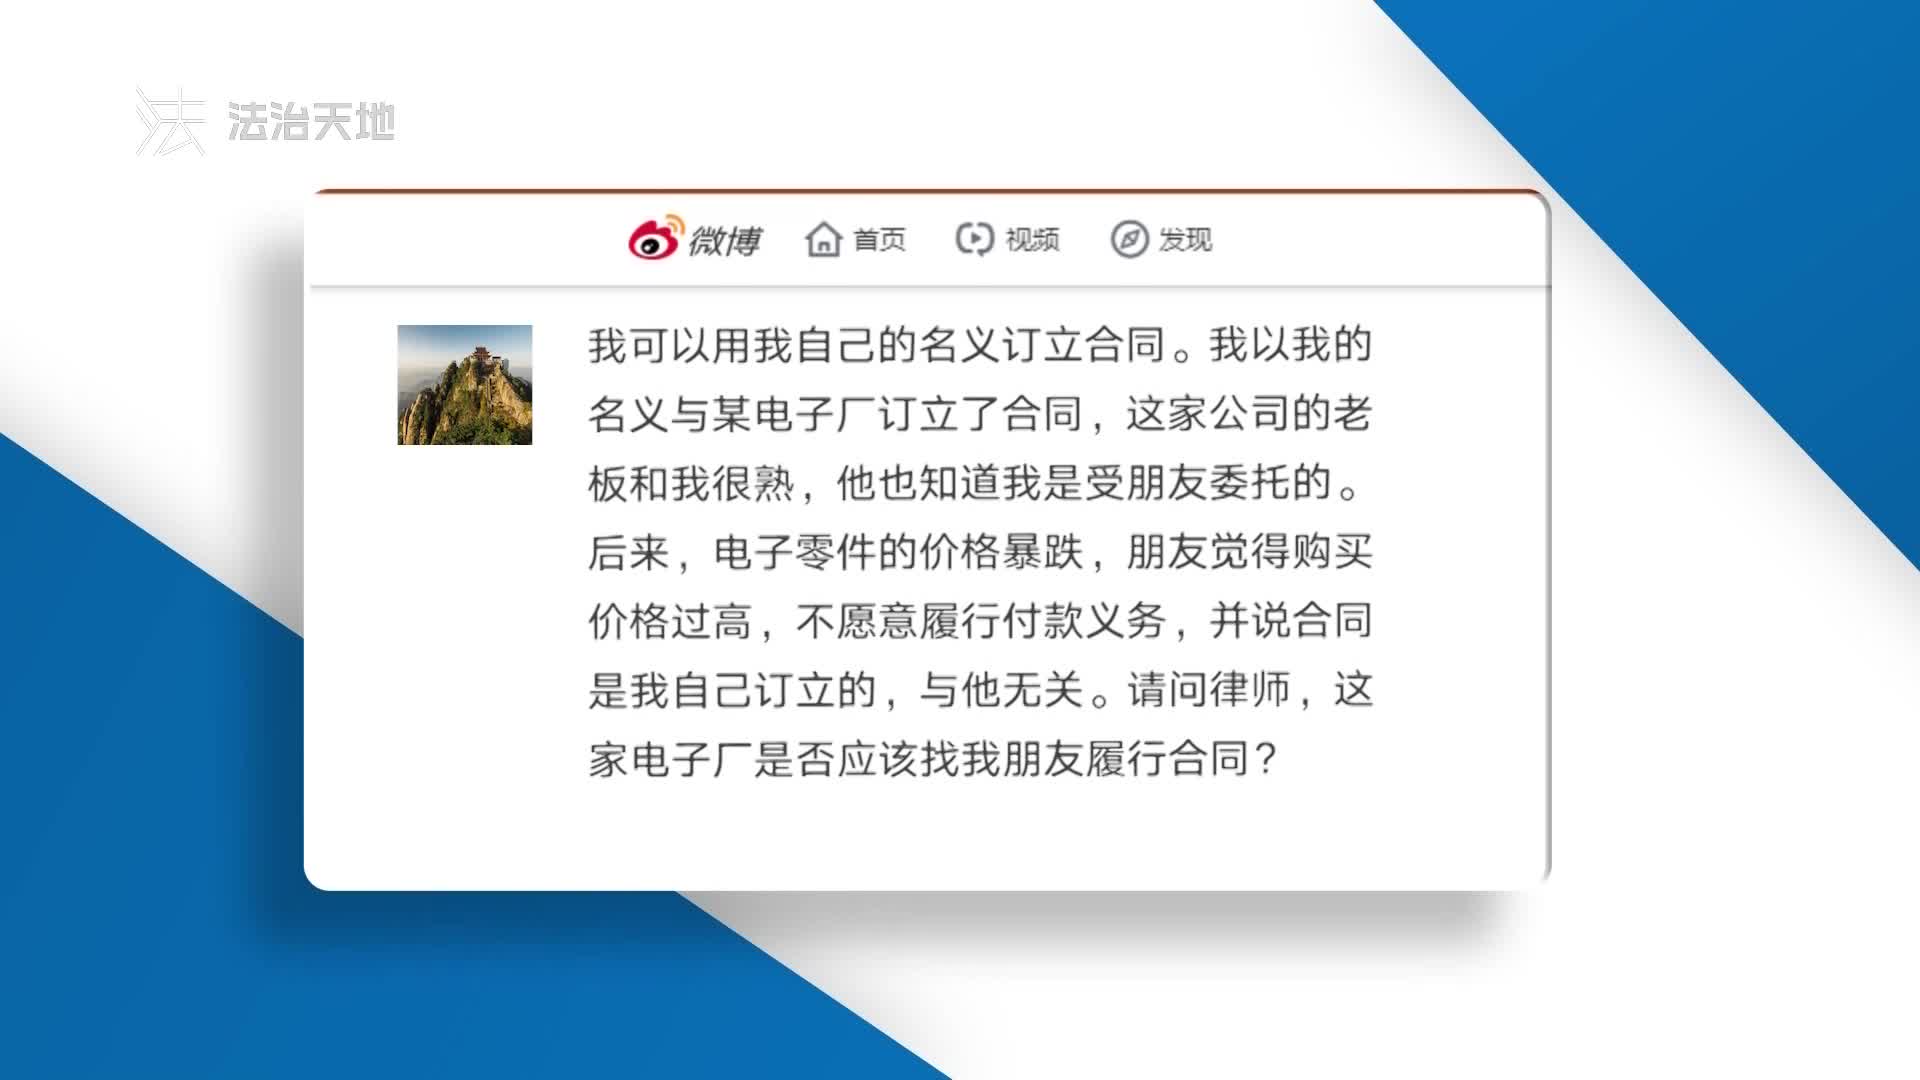 法治天地
微博 首页 视频 发现
我可以用我自己的名义订立合同。我以我的
名义与某电子厂订立了合同，这家公司的老
板和我很熟，他也知道我是受朋友委托的。
后来，电子零件的价格暴跌，朋友觉得购买
价格过高，不愿意履行付款义务，并说合同
是我自己订立的，与他无关。请问律师，这
家电子厂是否应该找我朋友履行合同？